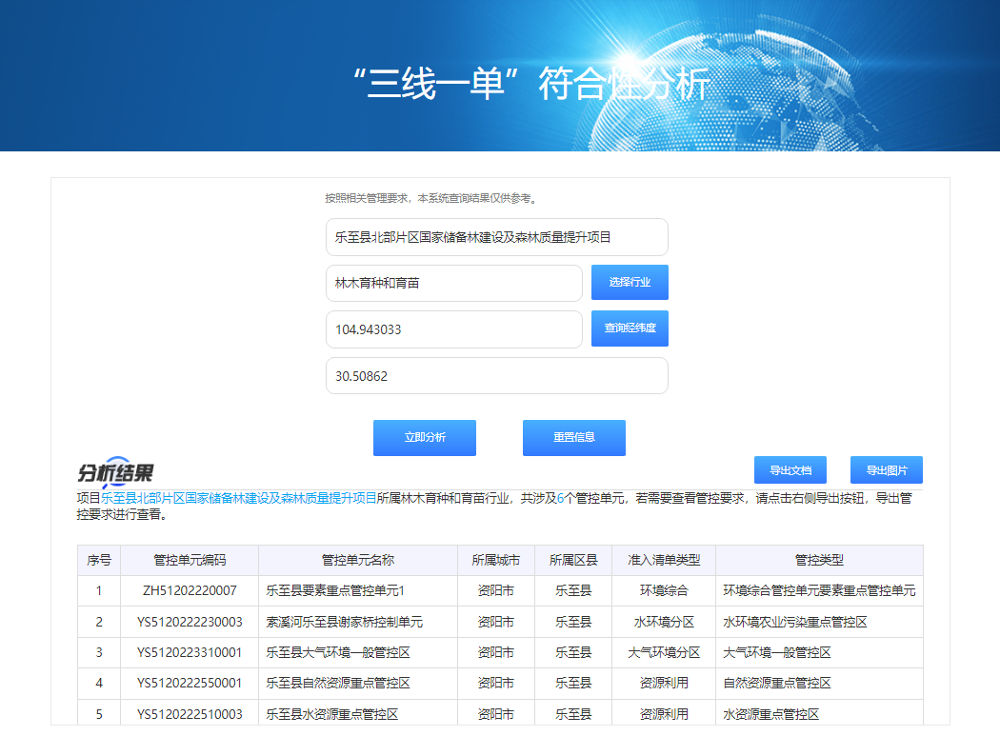 “三线一单”符合性分析
按照相关管理要求，本系统查询结果仅供参考。
乐至县北部片区国家储备林建设及森林质量提升项目
林木育种和育苗 选择行业
104.943033 查询经纬度
30.50862
立即分析 重置信息
分析结果 导出文档 导出图片
项目乐至县北部片区国家储备林建设及森林质量提升项目所属林木育种和育苗行业，共涉及6个管控单元，若需要查看管控要求，请点击右侧导出按钮，导出管
控要求进行查看。
序号 管控单元编码 管控单元名称 所属城市 所属区县 准入清单类型 管控类型
1 ZH51202220007 乐至县要素重点管控单元1 资阳市 乐至县 环境综合 环境综合管控单元要素重点管控单元
2 YS5120222230003 索溪河乐至县谢家桥控制单元 资阳市 乐至县 水环境分区 水环境农业污染重点管控区
3 YS5120223310001 乐至县大气环境一般管控区 资阳市 乐至县 大气环境分区 大气环境一般管控区
4 YS5120222550001 乐至县自然资源重点管控区 资阳市 乐至县 资源利用 自然资源重点管控区
5 YS5120222510003 乐至县水资源重点管控区 资阳市 乐至县 资源利用 水资源重点管控区